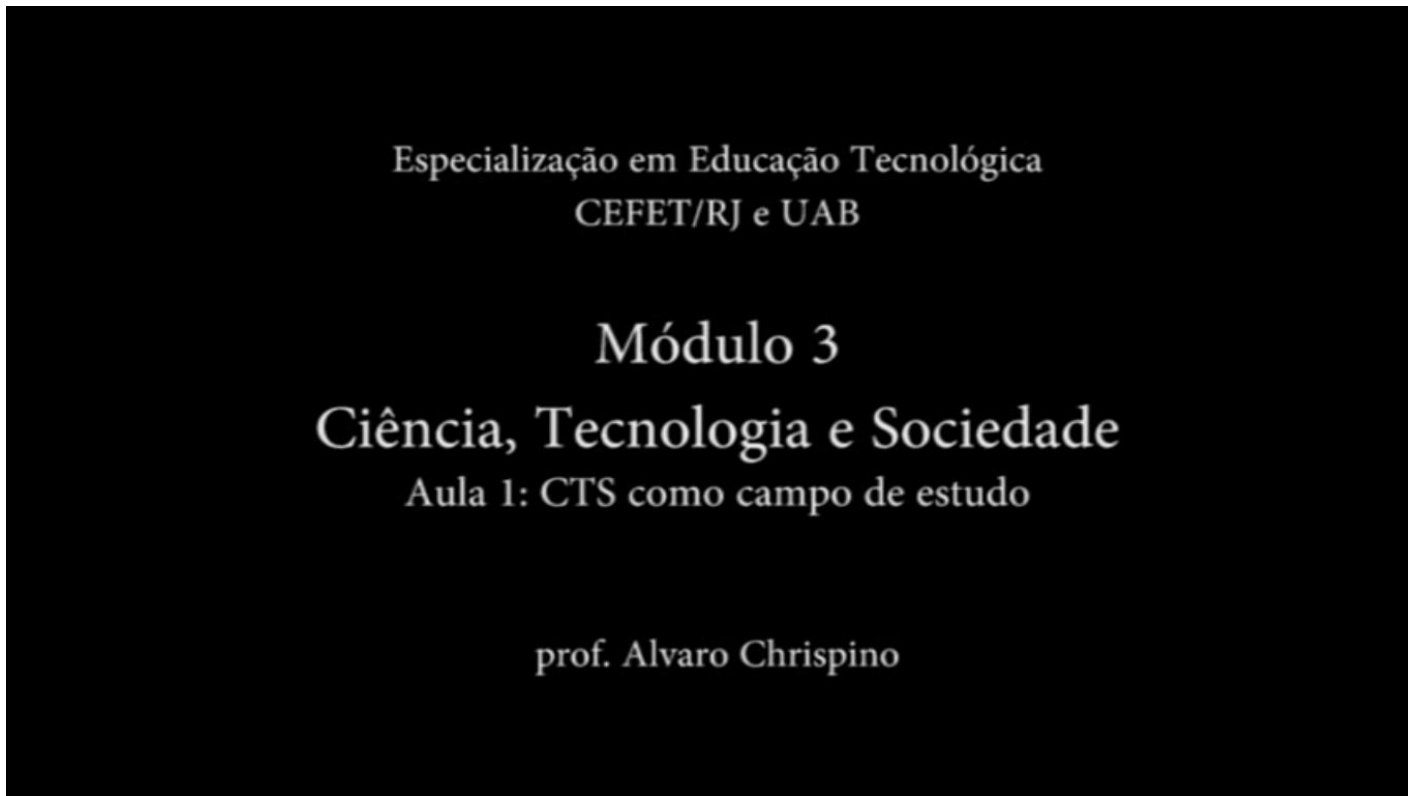 Especialização em Educação Tecnológica
CEFET/RJ e UAB
Módulo 3
Ciência, Tecnologia e Sociedade
Aula 1: CTS como campo de estudo
prof. Alvaro Chrispino